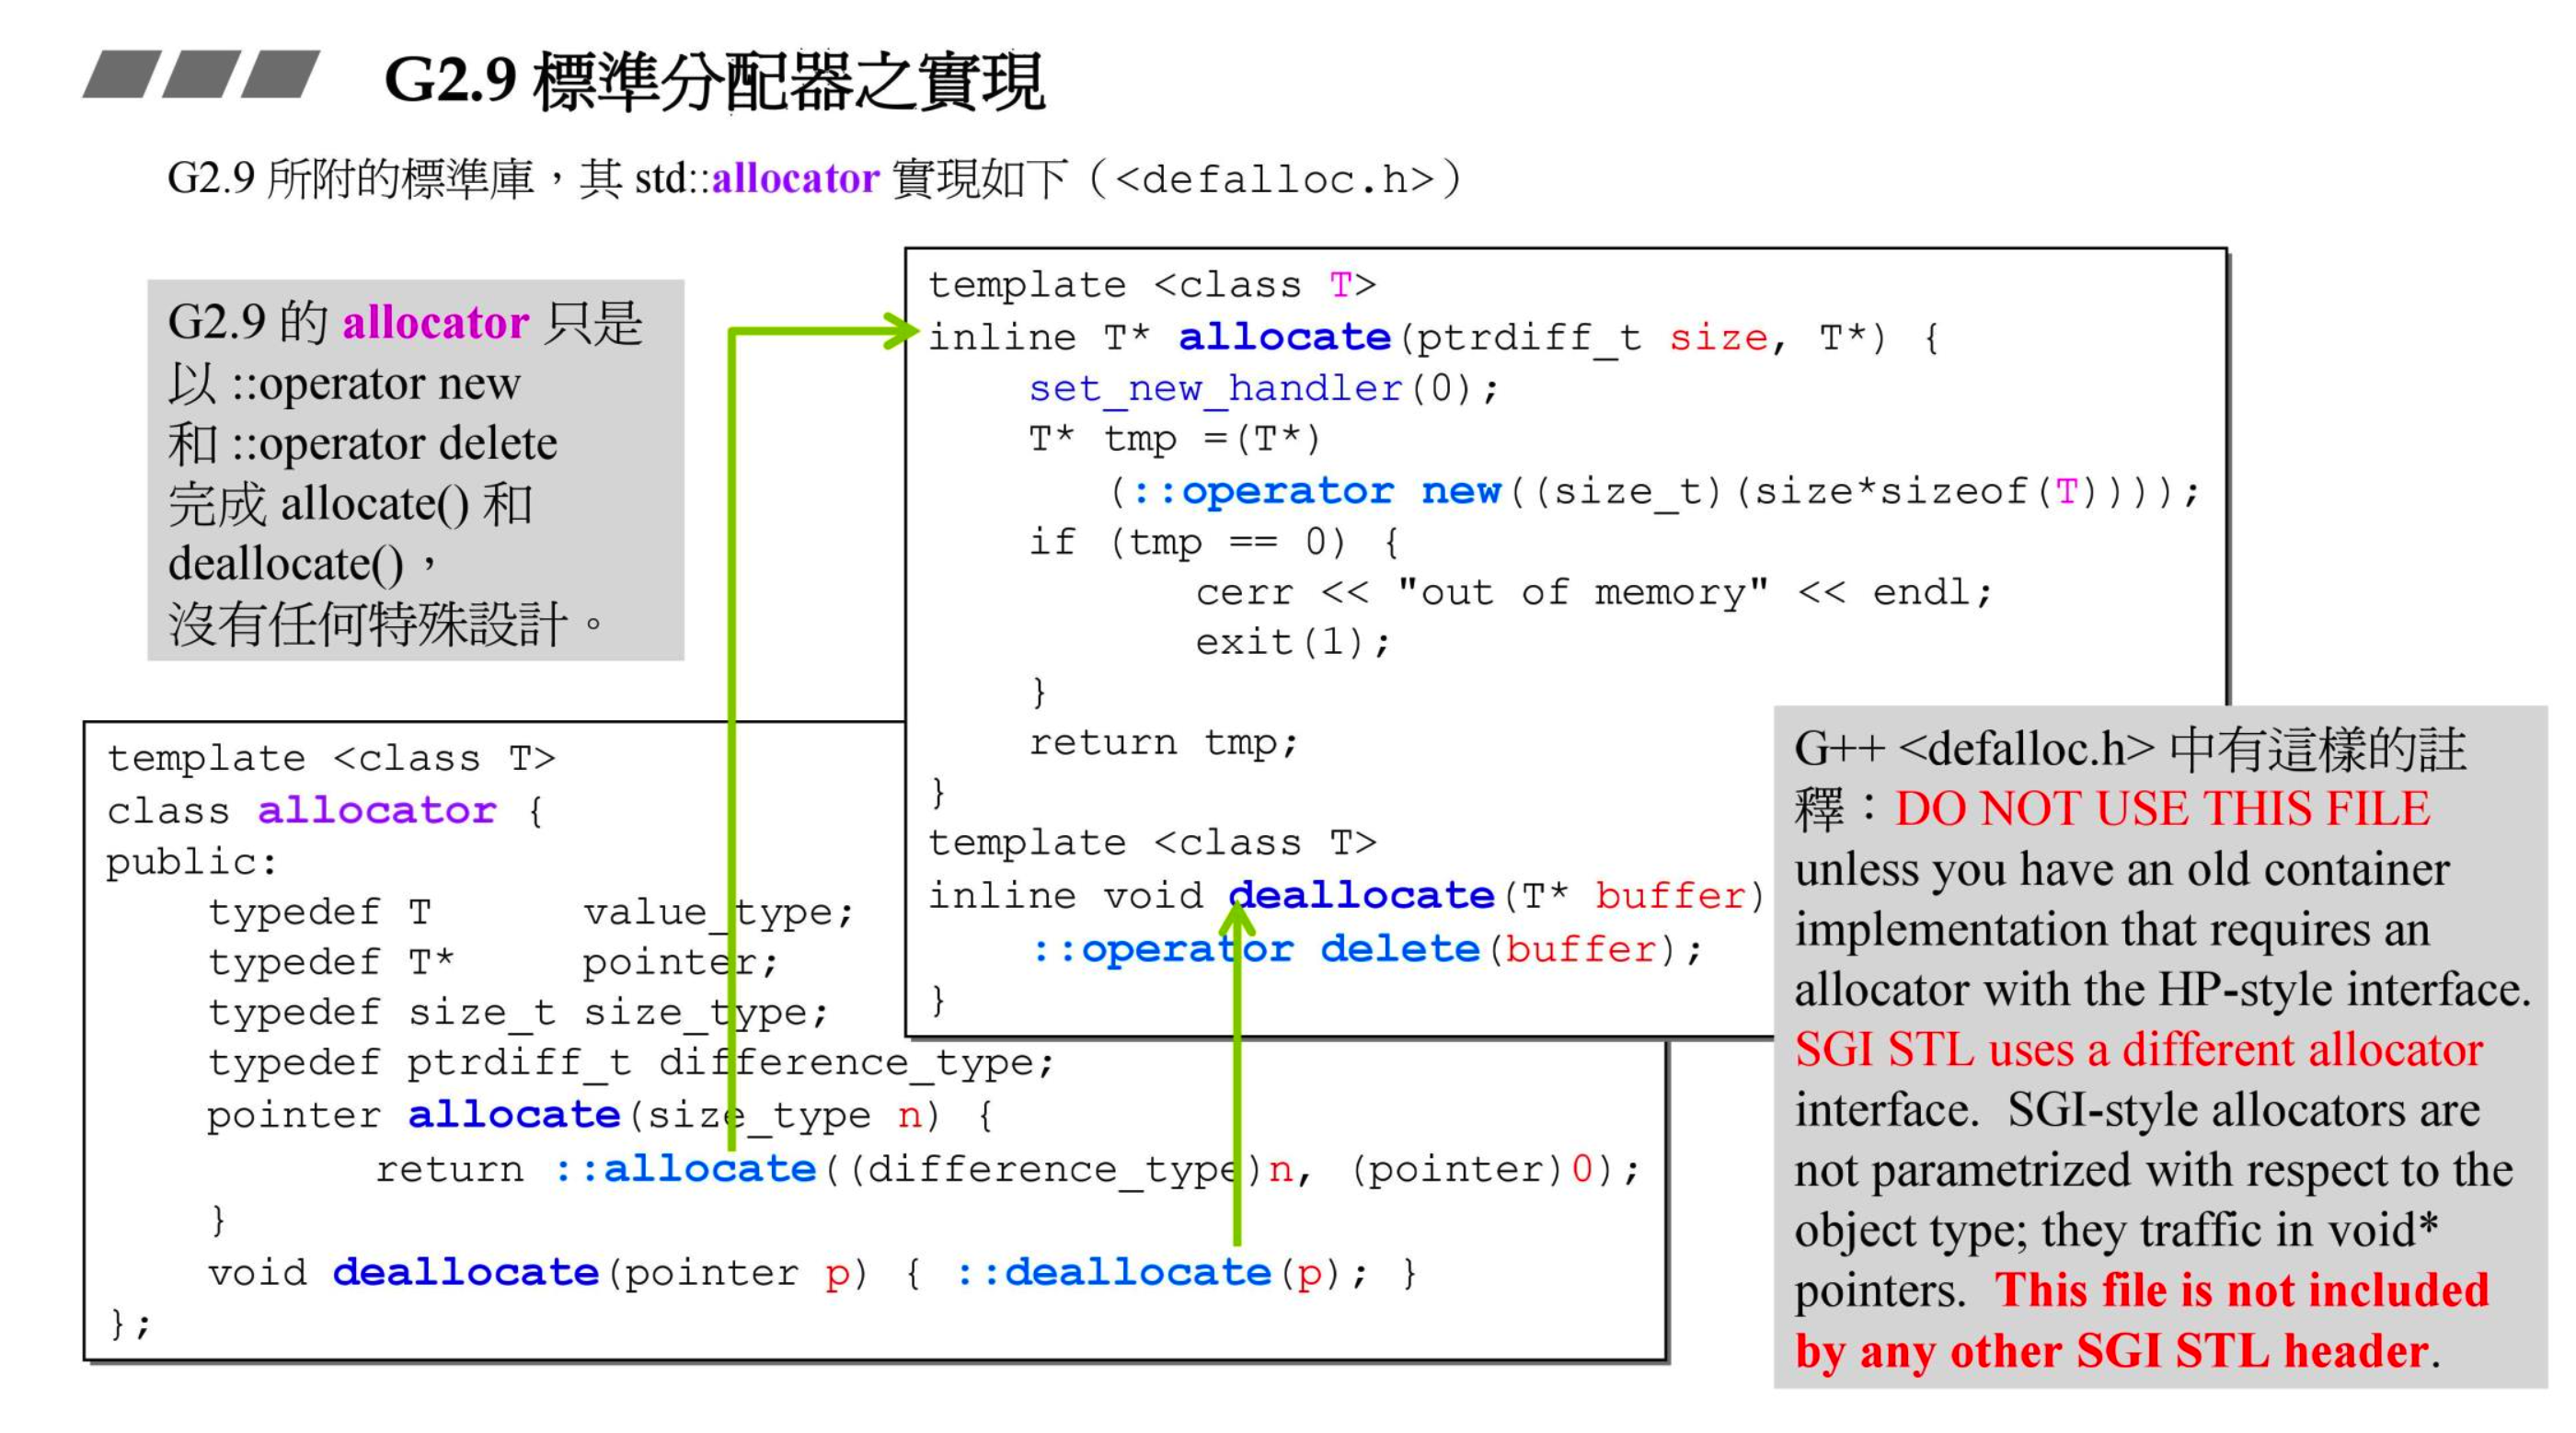 G2.9 標準分配器之實現
G2.9 所附的標準庫，其 std::allocator 實現如下（<defalloc.h>）
G2.9 的 allocator 只是
以 ::operator new
和 ::operator delete
完成 allocate() 和
deallocate()，
沒有任何特殊設計。
template <class T>
inline T* allocate(ptrdiff_t size, T*) {
    set_new_handler(0);
    T* tmp =(T*)
        (::operator new((size_t)(size*sizeof(T))));
    if (tmp == 0) {
            cerr << "out of memory" << endl;
            exit(1);
    }
    return tmp;
}
template <class T>
inline void deallocate(T* buffer)
    ::operator delete(buffer);
}
template <class T>
class allocator {
public:
    typedef T      value_type;
    typedef T*     pointer;
    typedef size_t size_type;
    typedef ptrdiff_t difference_type;
    pointer allocate(size_type n) {
          return ::allocate((difference_type)n, (pointer)0);
    }
    void deallocate(pointer p) { ::deallocate(p); }
};
G++ <defalloc.h> 中有這樣的註
釋：DO NOT USE THIS FILE
unless you have an old container
implementation that requires an
allocator with the HP-style interface.
SGI STL uses a different allocator
interface.  SGI-style allocators are
not parametrized with respect to the
object type; they traffic in void*
pointers.  This file is not included
by any other SGI STL header.